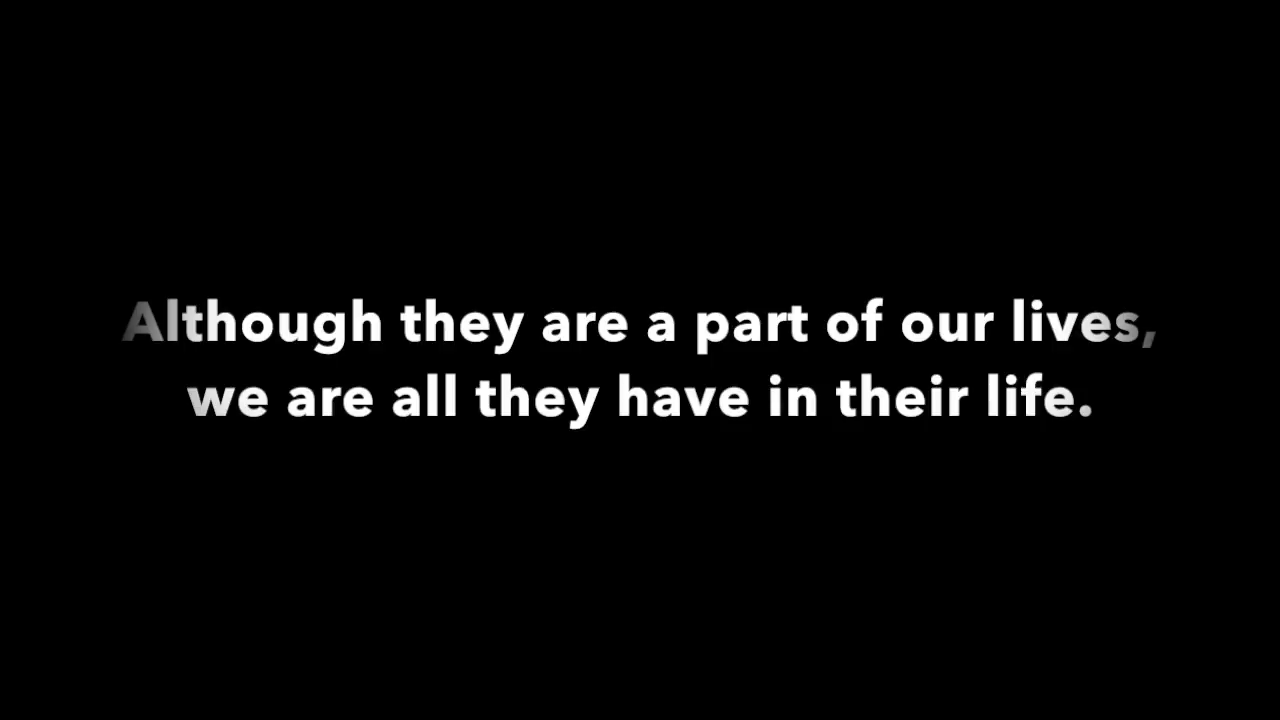 Although they are a part of our lives,
we are all they have in their life.